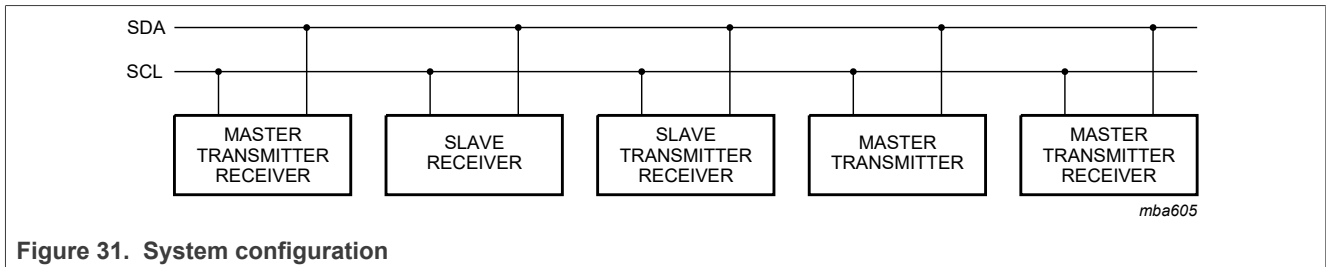 SDA
SCL
MASTER
TRANSMITTER
RECEIVER
SLAVE
RECEIVER
SLAVE
TRANSMITTER
RECEIVER
MASTER
TRANSMITTER
MASTER
TRANSMITTER
RECEIVER
mba605
Figure 31. System configuration